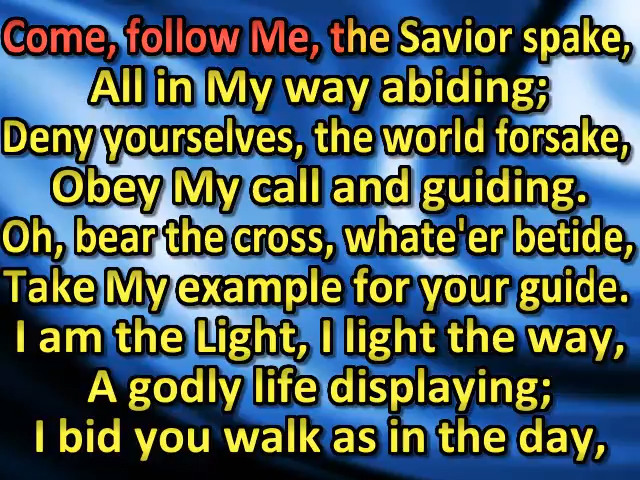 Come, follow Me, the Savior spake,
All in My way abiding;
Deny yourselves, the world forsake,
Obey My call and guiding.
Oh, bear the cross, whate'er betide,
Take My example for your guide.
I am the Light, I light the way,
A godly life displaying;
I bid you walk as in the day,